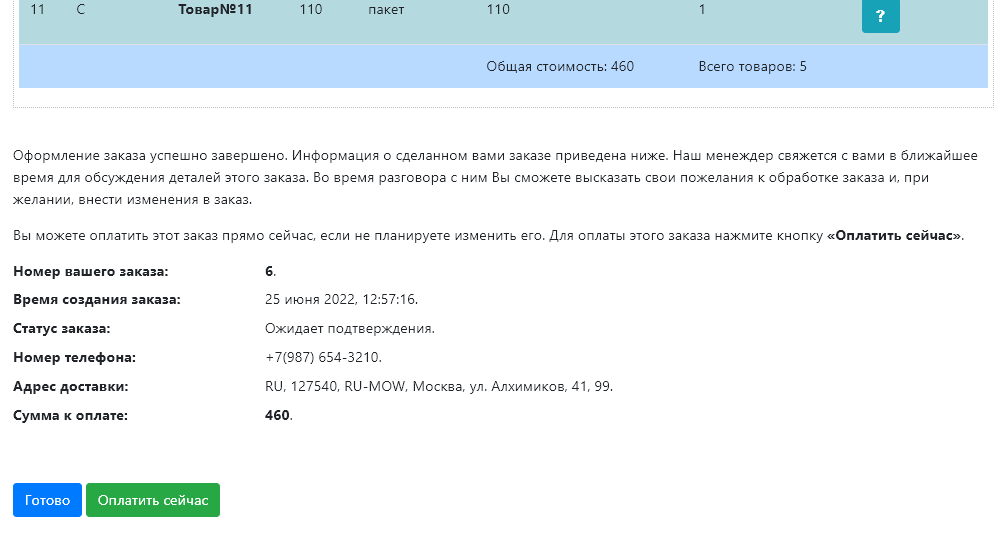 11 С Товар№11 110 пакет 110 1 ?
Общая стоимость: 460 Всего товаров: 5
Оформление заказа успешно завершено. Информация о сделанном вами заказе приведена ниже. Наш менеждер свяжется с вами в ближайшее
время для обсуждения деталей этого заказа. Во время разговора с ним Вы сможете высказать свои пожелания к обработке заказа и, при
желании, внести изменения в заказ.
Вы можете оплатить этот заказ прямо сейчас, если не планируете изменить его. Для оплаты этого заказа нажмите кнопку «Оплатить сейчас».
Номер вашего заказа: 6.
Время создания заказа: 25 июня 2022, 12:57:16.
Статус заказа: Ожидает подтверждения.
Номер телефона: +7(987) 654-3210.
Адрес доставки: RU, 127540, RU-MOW, Москва, ул. Алхимиков, 41, 99.
Сумма к оплате: 460.
Готово Оплатить сейчас